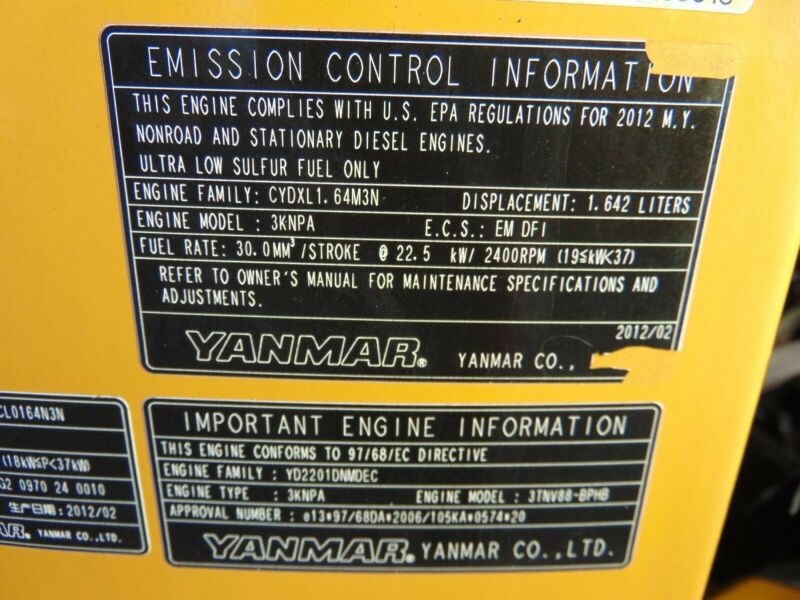 EMISSION CONTROL INFORMATION
THIS ENGINE COMPLIES WITH U.S. EPA REGULATIONS FOR 2012 M.Y.
NONROAD AND STATIONARY DIESEL ENGINES.
ULTRA LOW SULFUR FUEL ONLY
ENGINE FAMILY: CYDXL1.64M3N DISPLACEMENT: 1.642 LITERS
ENGINE MODEL : 3KNPA E.C.S.: EM DFI
FUEL RATE: 30.0MM³/STROKE @ 22.5 kW/ 2400RPM (19≤kW<37)
REFER TO OWNER'S MANUAL FOR MAINTENANCE SPECIFICATIONS AND
ADJUSTMENTS.
2012/02
YANMAR® YANMAR CO.,
CL0164N3N
(18kW≤P<37kW)
G2 0970 24 0010
生产日期:2012/02
YANMAR CO.,LTD.
IMPORTANT ENGINE INFORMATION
THIS ENGINE CONFORMS TO 97/68/EC DIRECTIVE
ENGINE FAMILY : YD2201DNMDEC
ENGINE TYPE : 3KNPA ENGINE MODEL : 3TNV88-BPHB
APPROVAL NUMBER : e13*97/68DA*2006/105KA*0574*20
YANMAR® YANMAR CO.,LTD.